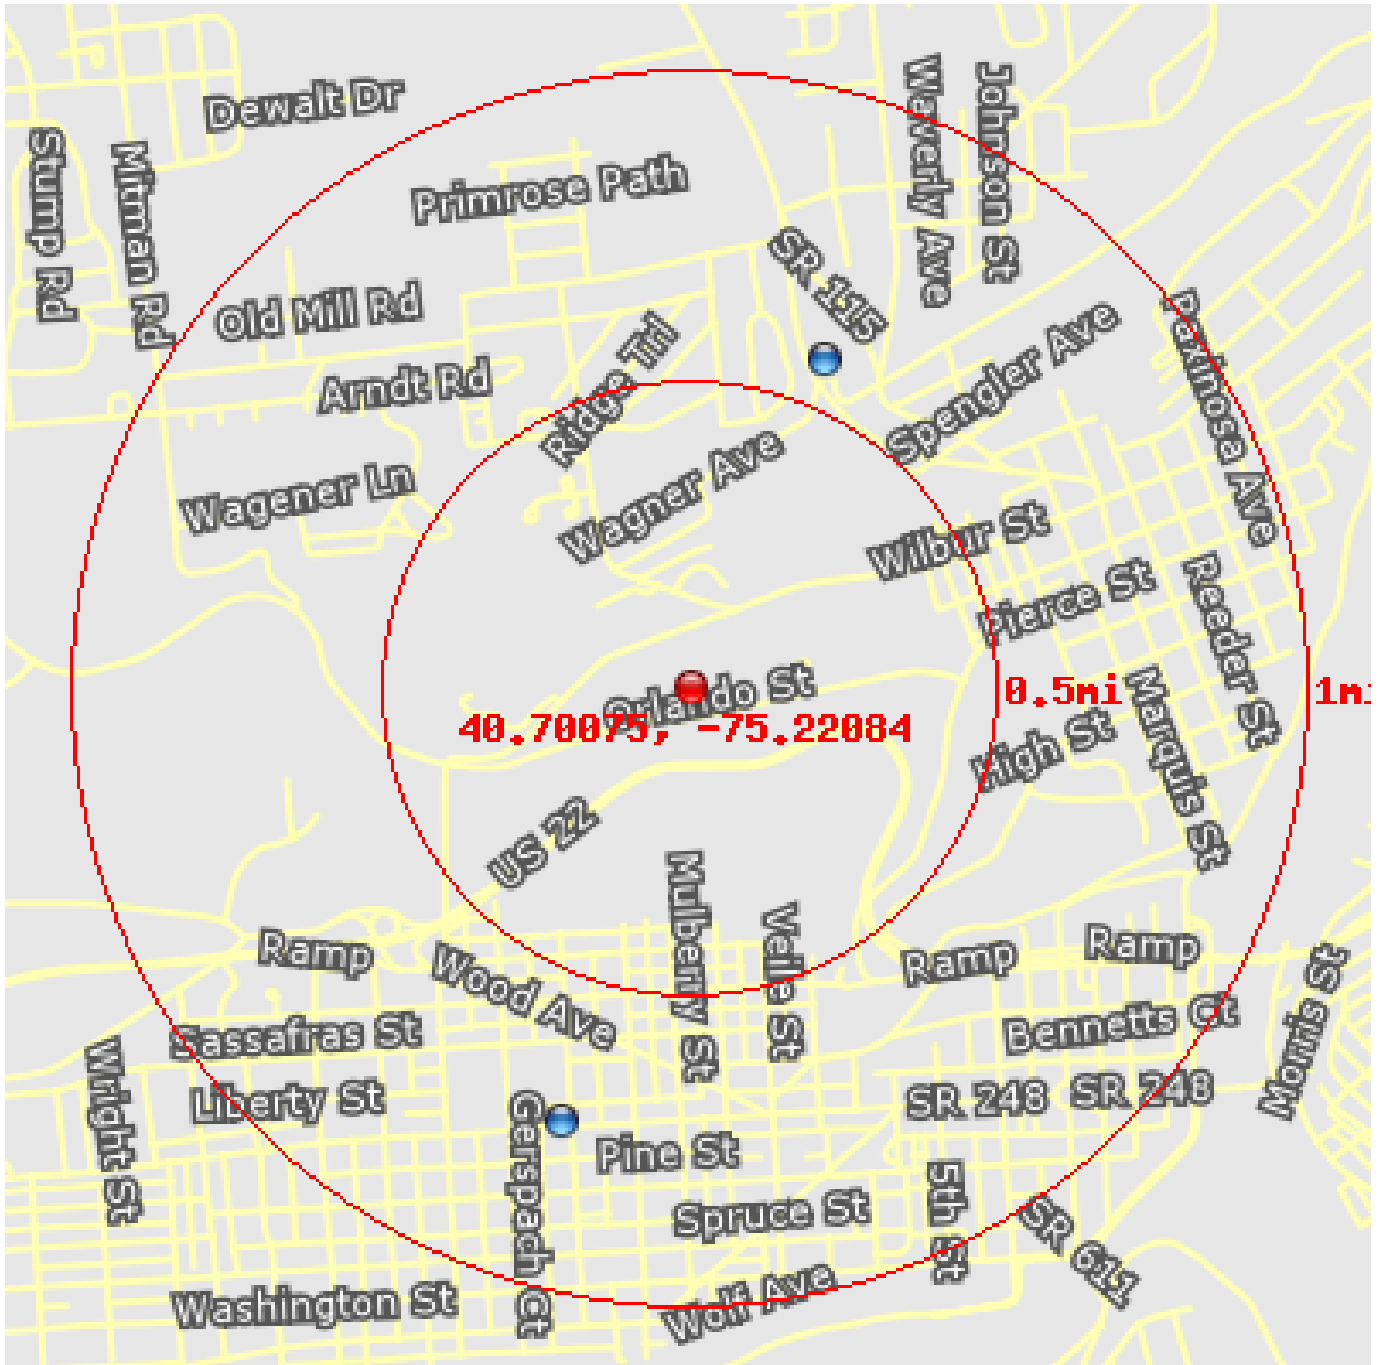 Dewalt Dr
Stump Rd
Mitman Rd
Primrose Path
Waverly Ave
Johnson St
SR 115
Old Mill Rd
Arndt Rd
Ridge Trl
Spengler Ave
Paxinosa Ave
Wagener Ln
Wagner Ave
Wilbur St
Pierce St
Reeder St
Orlando St
0.5mi
1mi
40.70075, -75.22084
High St
Marquis St
US 22
Mulberry St
Veile St
Ramp
Wood Ave
Ramp
Ramp
Morris St
Sassafras St
Bennetts Ct
Wright St
Liberty St
SR 248
SR 248
Gerspach Ct
Pine St
5th St
Spruce St
SR 611
Washington St
Wolf Ave